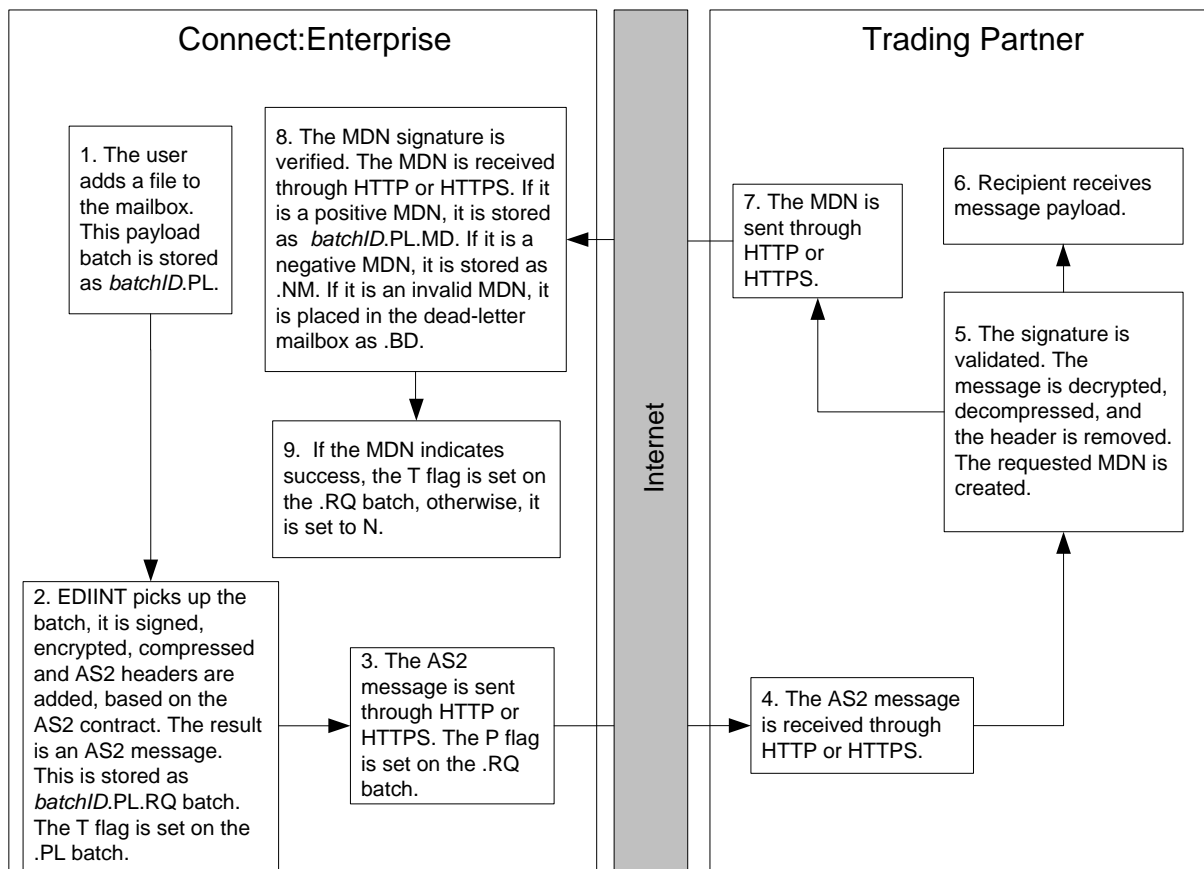 Connect:Enterprise
Trading Partner
1. The user
adds a file to
the mailbox.
This payload
batch is stored
as batchID.PL.
8. The MDN signature is
verified. The MDN is received
through HTTP or HTTPS. If it
is a positive MDN, it is stored
as batchID.PL.MD. If it is a
negative MDN, it is stored as
.NM. If it is an invalid MDN, it
is placed in the dead-letter
mailbox as .BD.
9. If the MDN indicates
success, the T flag is set on
the .RQ batch, otherwise, it
is set to N.
2. EDIINT picks up the
batch, it is signed,
encrypted, compressed
and AS2 headers are
added, based on the
AS2 contract. The result
is an AS2 message.
This is stored as
batchID.PL.RQ batch.
The T flag is set on the
.PL batch.
3. The AS2
message is sent
through HTTP or
HTTPS. The P flag
is set on the .RQ
batch.
Internet
7. The MDN is
sent through
HTTP or
HTTPS.
6. Recipient receives
message payload.
5. The signature is
validated. The
message is decrypted,
decompressed, and
the header is removed.
The requested MDN is
created.
4. The AS2 message
is received through
HTTP or HTTPS.